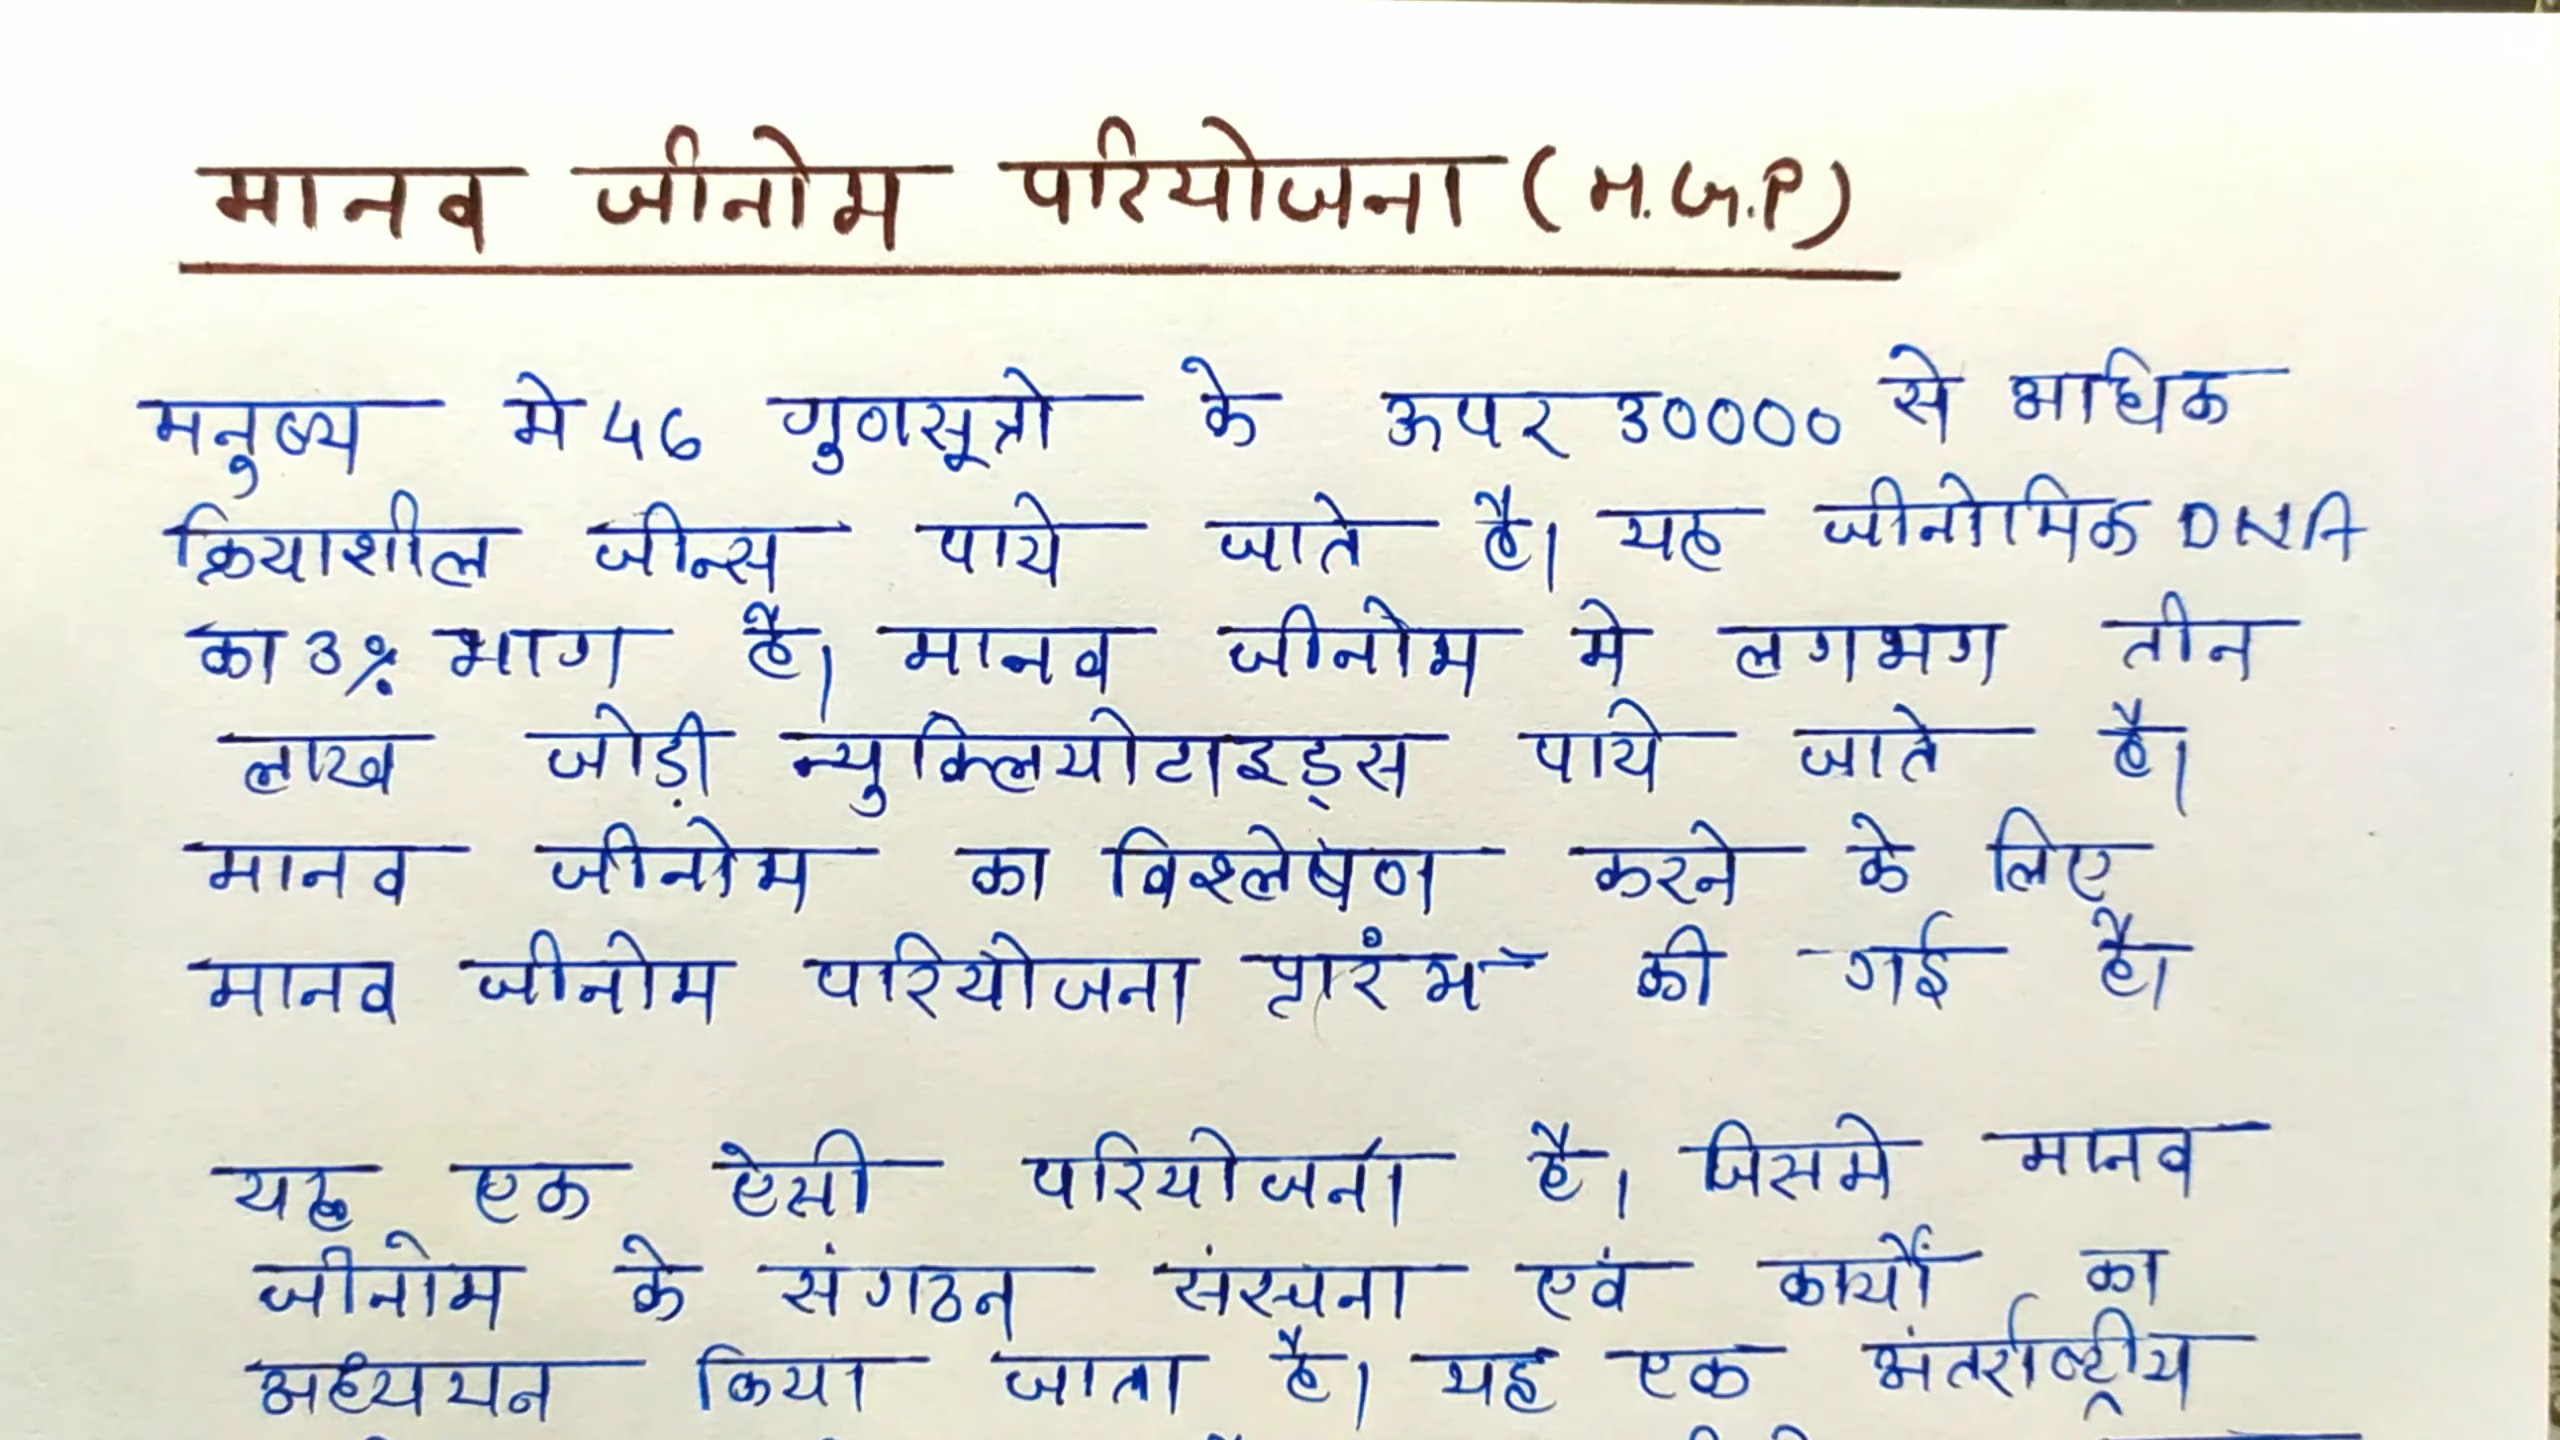 मानव जीनोम परियोजना (H.G.P)
मनुष्य मे 46 गुणसूत्रो के ऊपर 30000 से अधिक
क्रियाशील जीन्स पाये जाते है। यह जीनोमिक DNA
का 3% भाग है। मानव जीनोम मे लगभग तीन
लाख जोड़ी न्युक्लियोटाइड्स पाये जाते है।
मानव जीनोम का विश्लेषण करने के लिए
मानव जीनोम परियोजना प्रारंभ की गई है।
यह एक ऐसी परियोजना है। जिसमे मानव
जीनोम के संगठन संरचना एवं कार्यों का
अध्ययन किया जाता है। यह एक अंतर्राष्ट्रीय